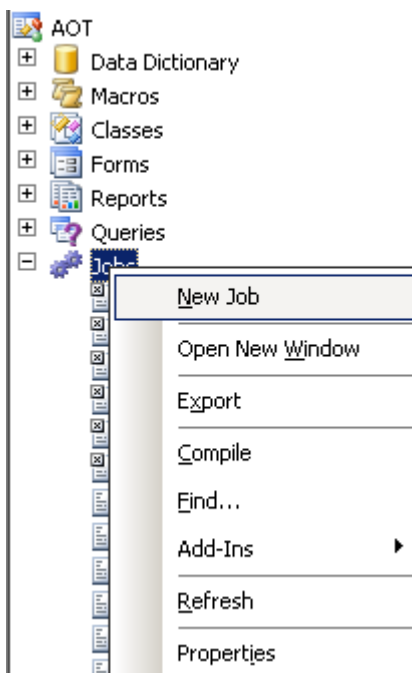 AOT
Data Dictionary
Macros
Classes
Forms
Reports
Queries
Jobs
New Job
Open New Window
Export
Compile
Find...
Add-Ins
Refresh
Properties